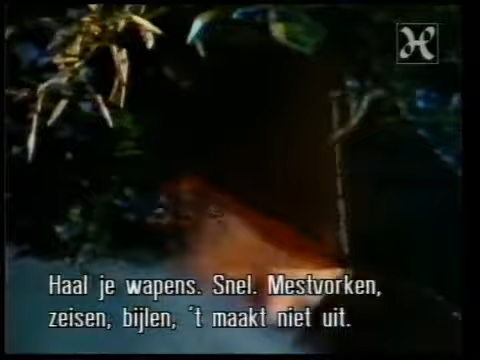 Haal je wapens. Snel. Mestvorken,
zeisen, bijlen, ´t maakt niet uit.